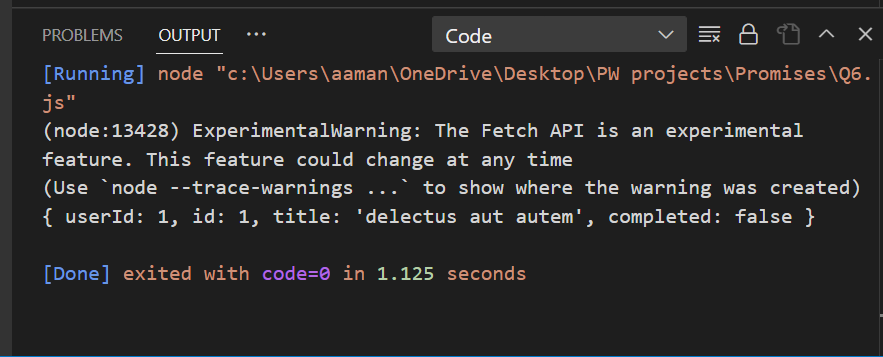 PROBLEMS OUTPUT ··· Code
[Running] node "c:\Users\aaman\OneDrive\Desktop\PW projects\Promises\Q6.
js"
(node:13428) ExperimentalWarning: The Fetch API is an experimental
feature. This feature could change at any time
(Use `node --trace-warnings ...` to show where the warning was created)
{ userId: 1, id: 1, title: 'delectus aut autem', completed: false }
[Done] exited with code=0 in 1.125 seconds